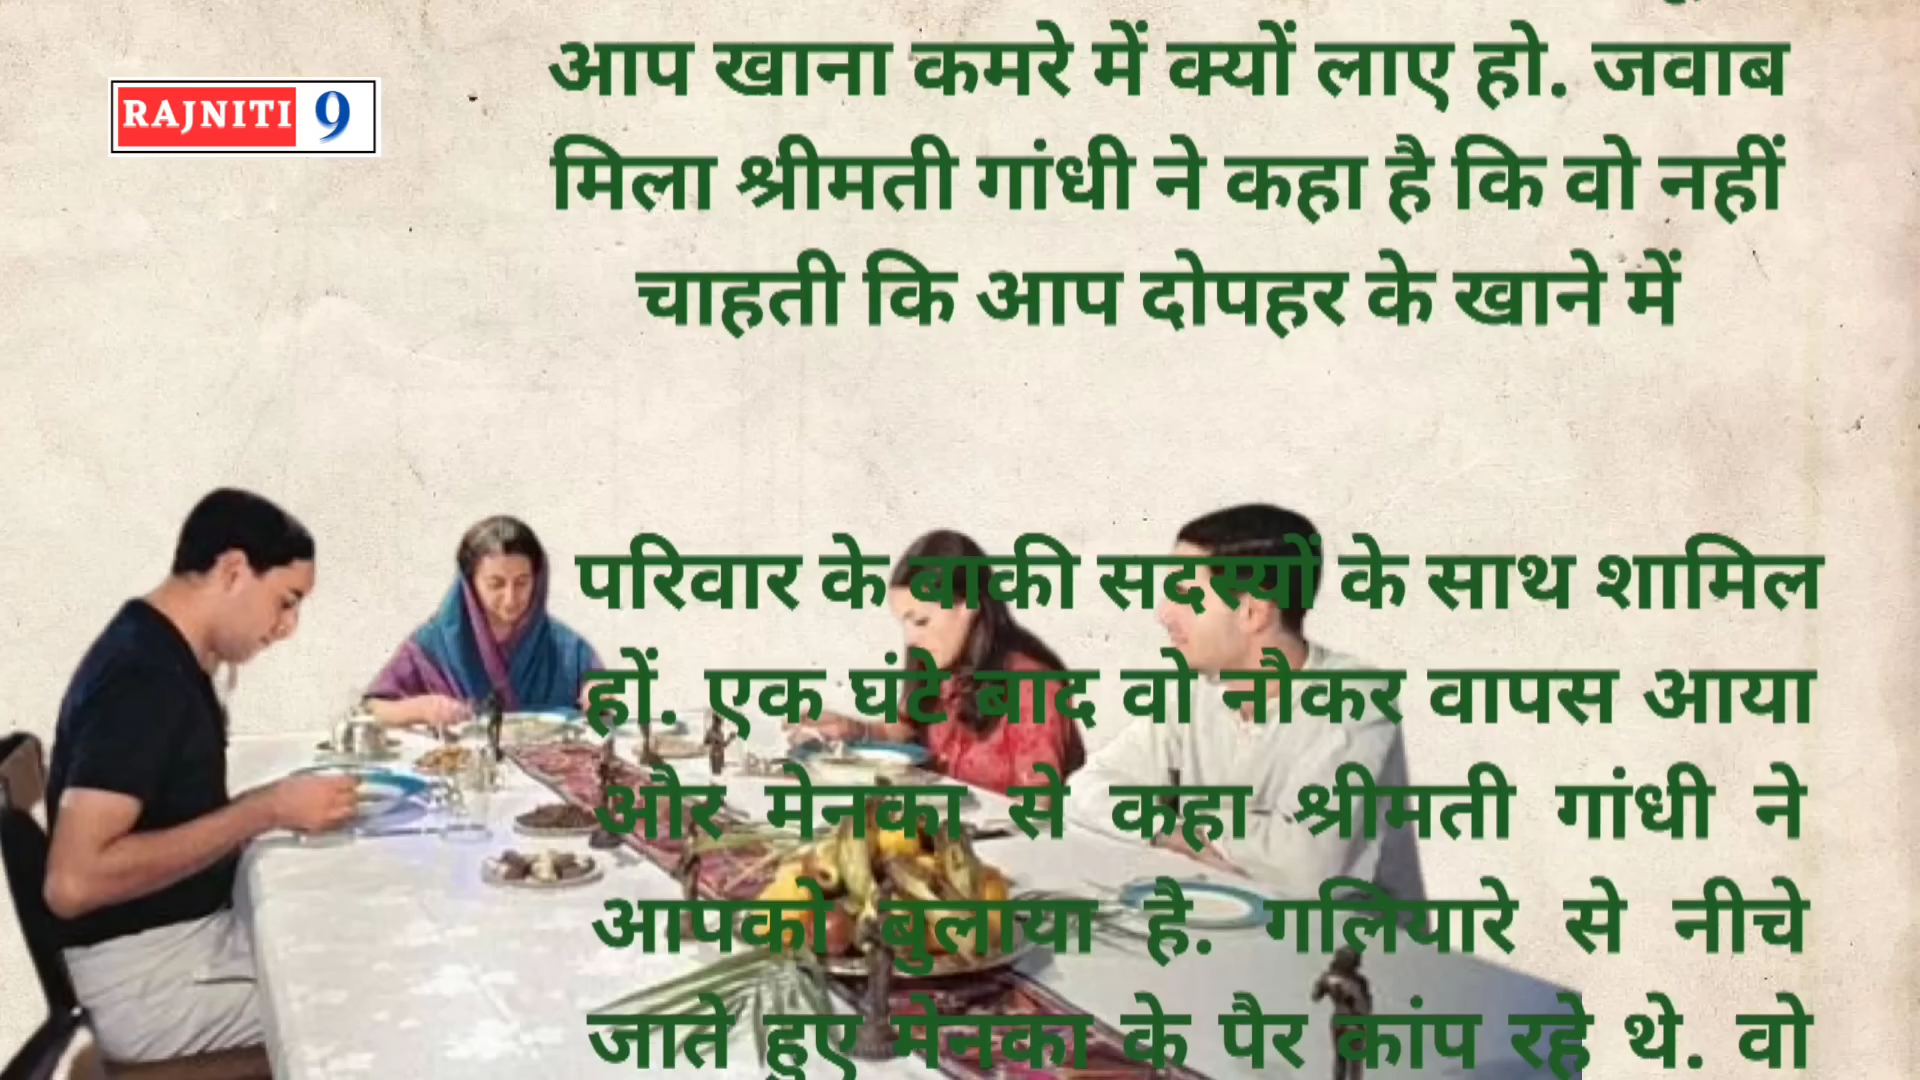 RAJNITI 9
आप खाना कमरे में क्यों लाए हो. जवाब
मिला श्रीमती गांधी ने कहा है कि वो नहीं
चाहती कि आप दोपहर के खाने में
परिवार के बाकी सदस्यों के साथ शामिल
हों. एक घंटे बाद वो नौकर वापस आया
और मेनका से कहा श्रीमती गांधी ने
आपको बुलाया है. गलियारे से नीचे
जाते हुए मेनका के पैर कांप रहे थे. वो